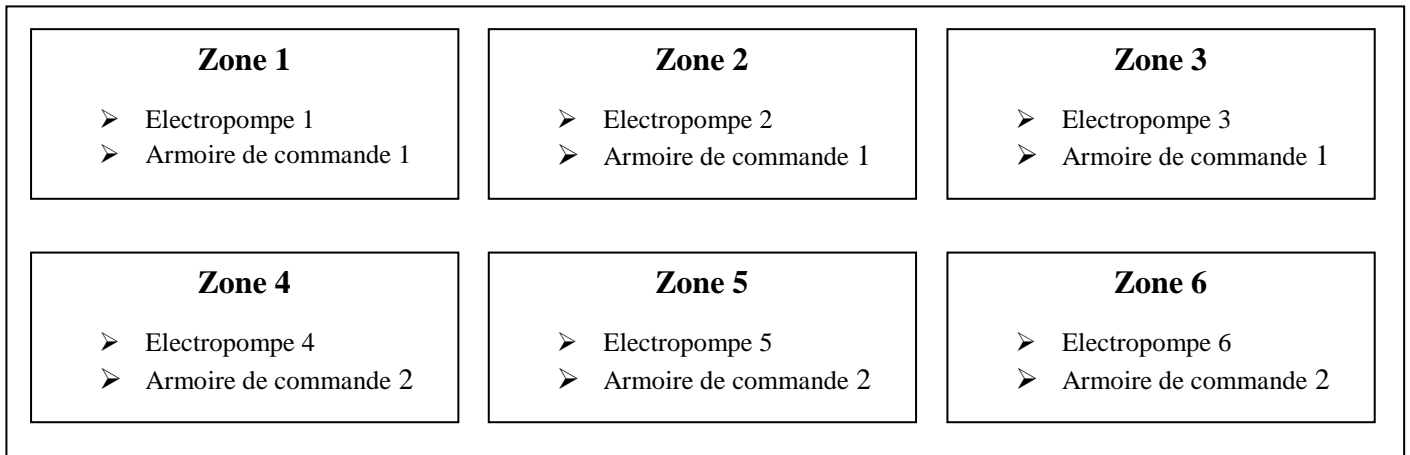 Zone 1
➢ Electropompe 1
➢ Armoire de commande 1
Zone 2
➢ Electropompe 2
➢ Armoire de commande 1
Zone 3
➢ Electropompe 3
➢ Armoire de commande 1
Zone 4
➢ Electropompe 4
➢ Armoire de commande 2
Zone 5
➢ Electropompe 5
➢ Armoire de commande 2
Zone 6
➢ Electropompe 6
➢ Armoire de commande 2